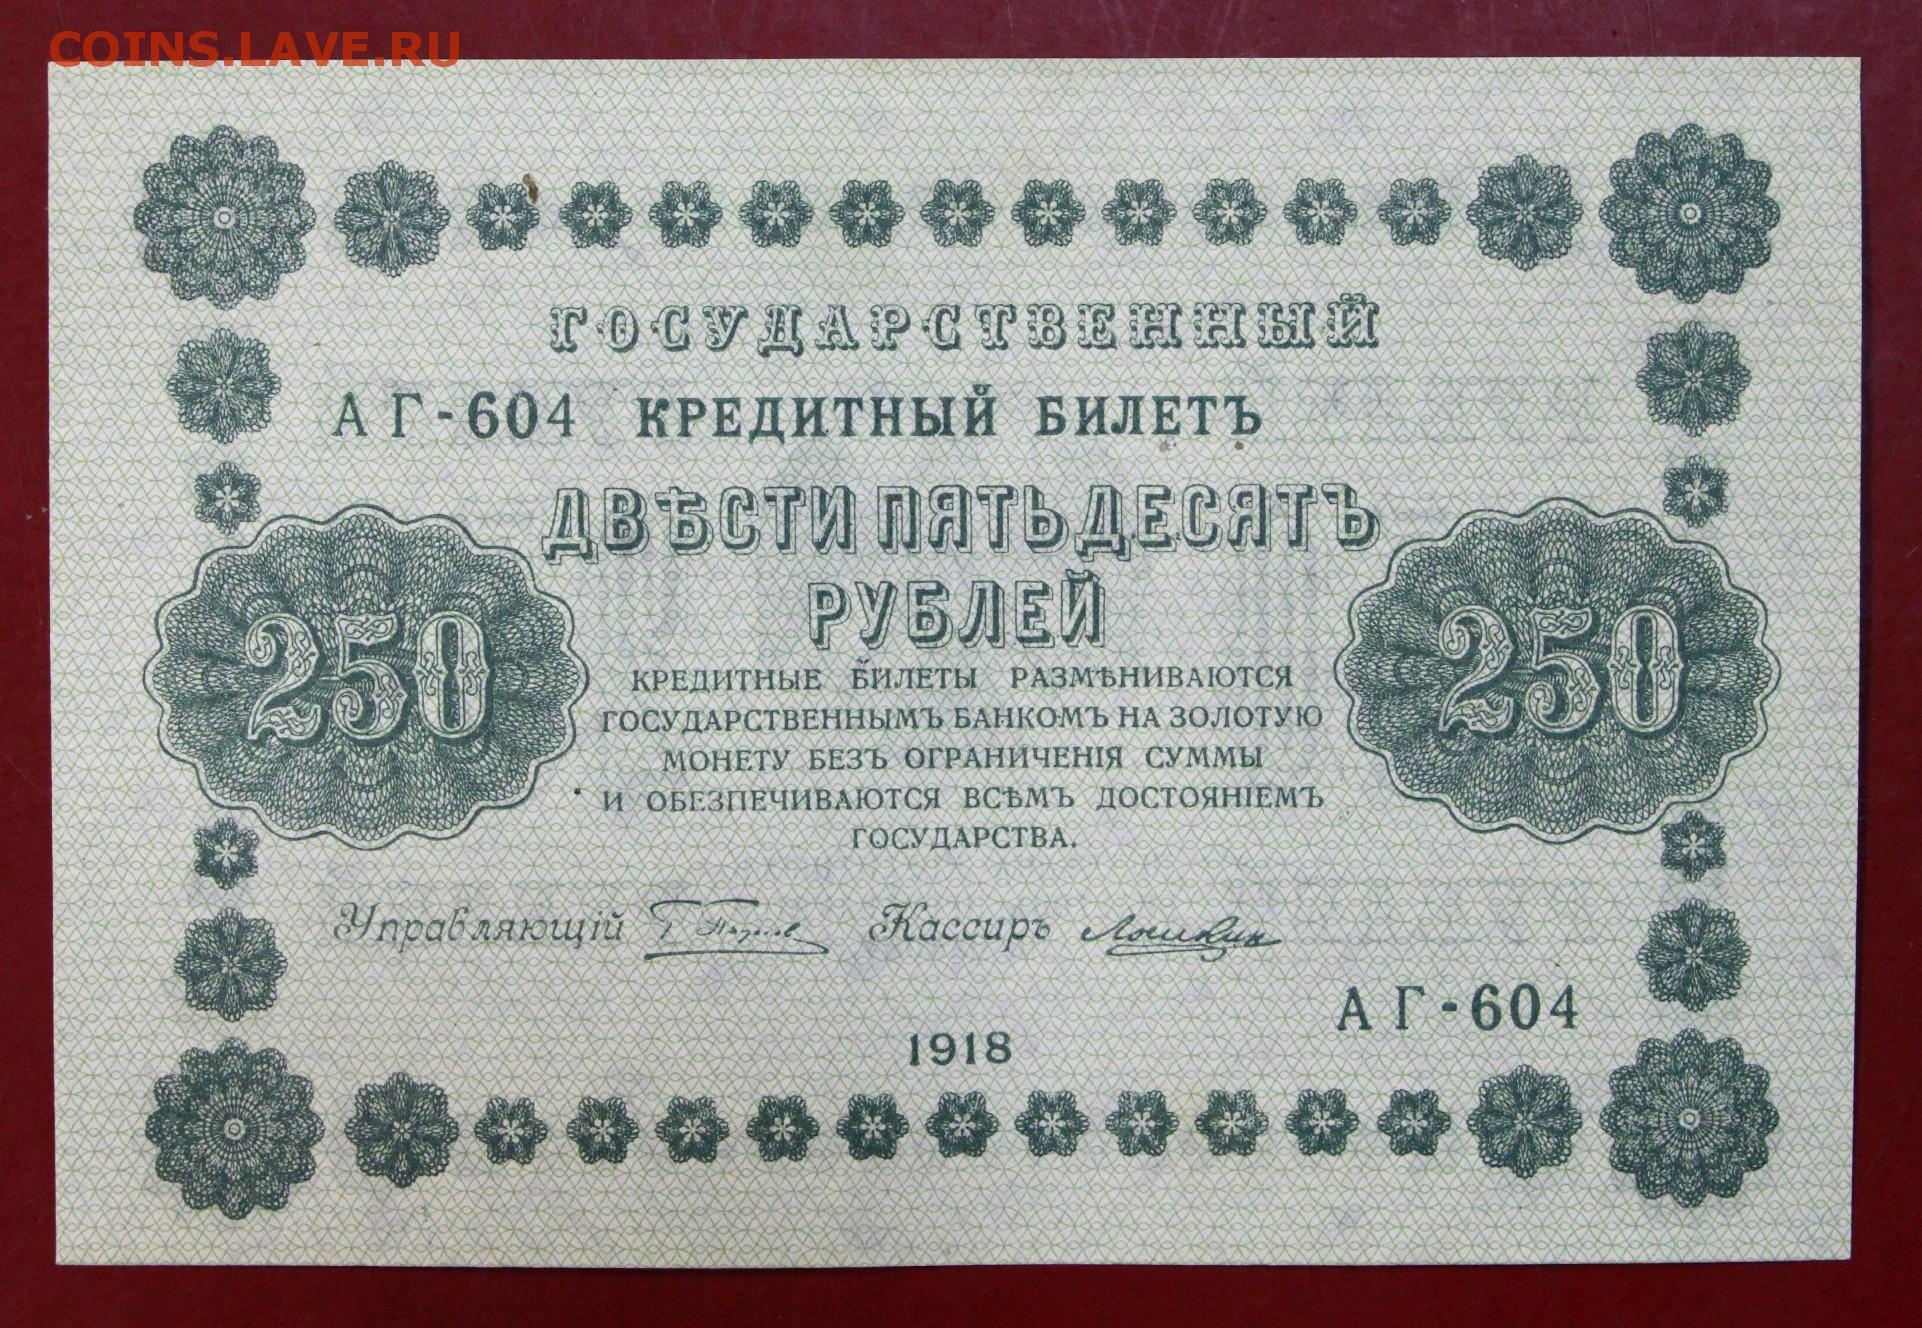 COINS.LAVE.RU
ГОСУДАРСТВЕННЫЙ
АГ-604 КРЕДИТНЫЙ БИЛЕТЪ
ДВѢСТИ ПЯТЬДЕСЯТЪ
РУБЛЕЙ
250
250
КРЕДИТНЫЕ БИЛЕТЫ РАЗМѢНИВАЮТСЯ
ГОСУДАРСТВЕННЫМЪ БАНКОМЪ НА ЗОЛОТУЮ
МОНЕТУ БЕЗЪ ОГРАНИЧЕНІЯ СУММЫ
И ОБЕЗПЕЧИВАЮТСЯ ВСѢМЪ ДОСТОЯНІЕМЪ
ГОСУДАРСТВА.
Управляющій Кассиръ
АГ-604
1918